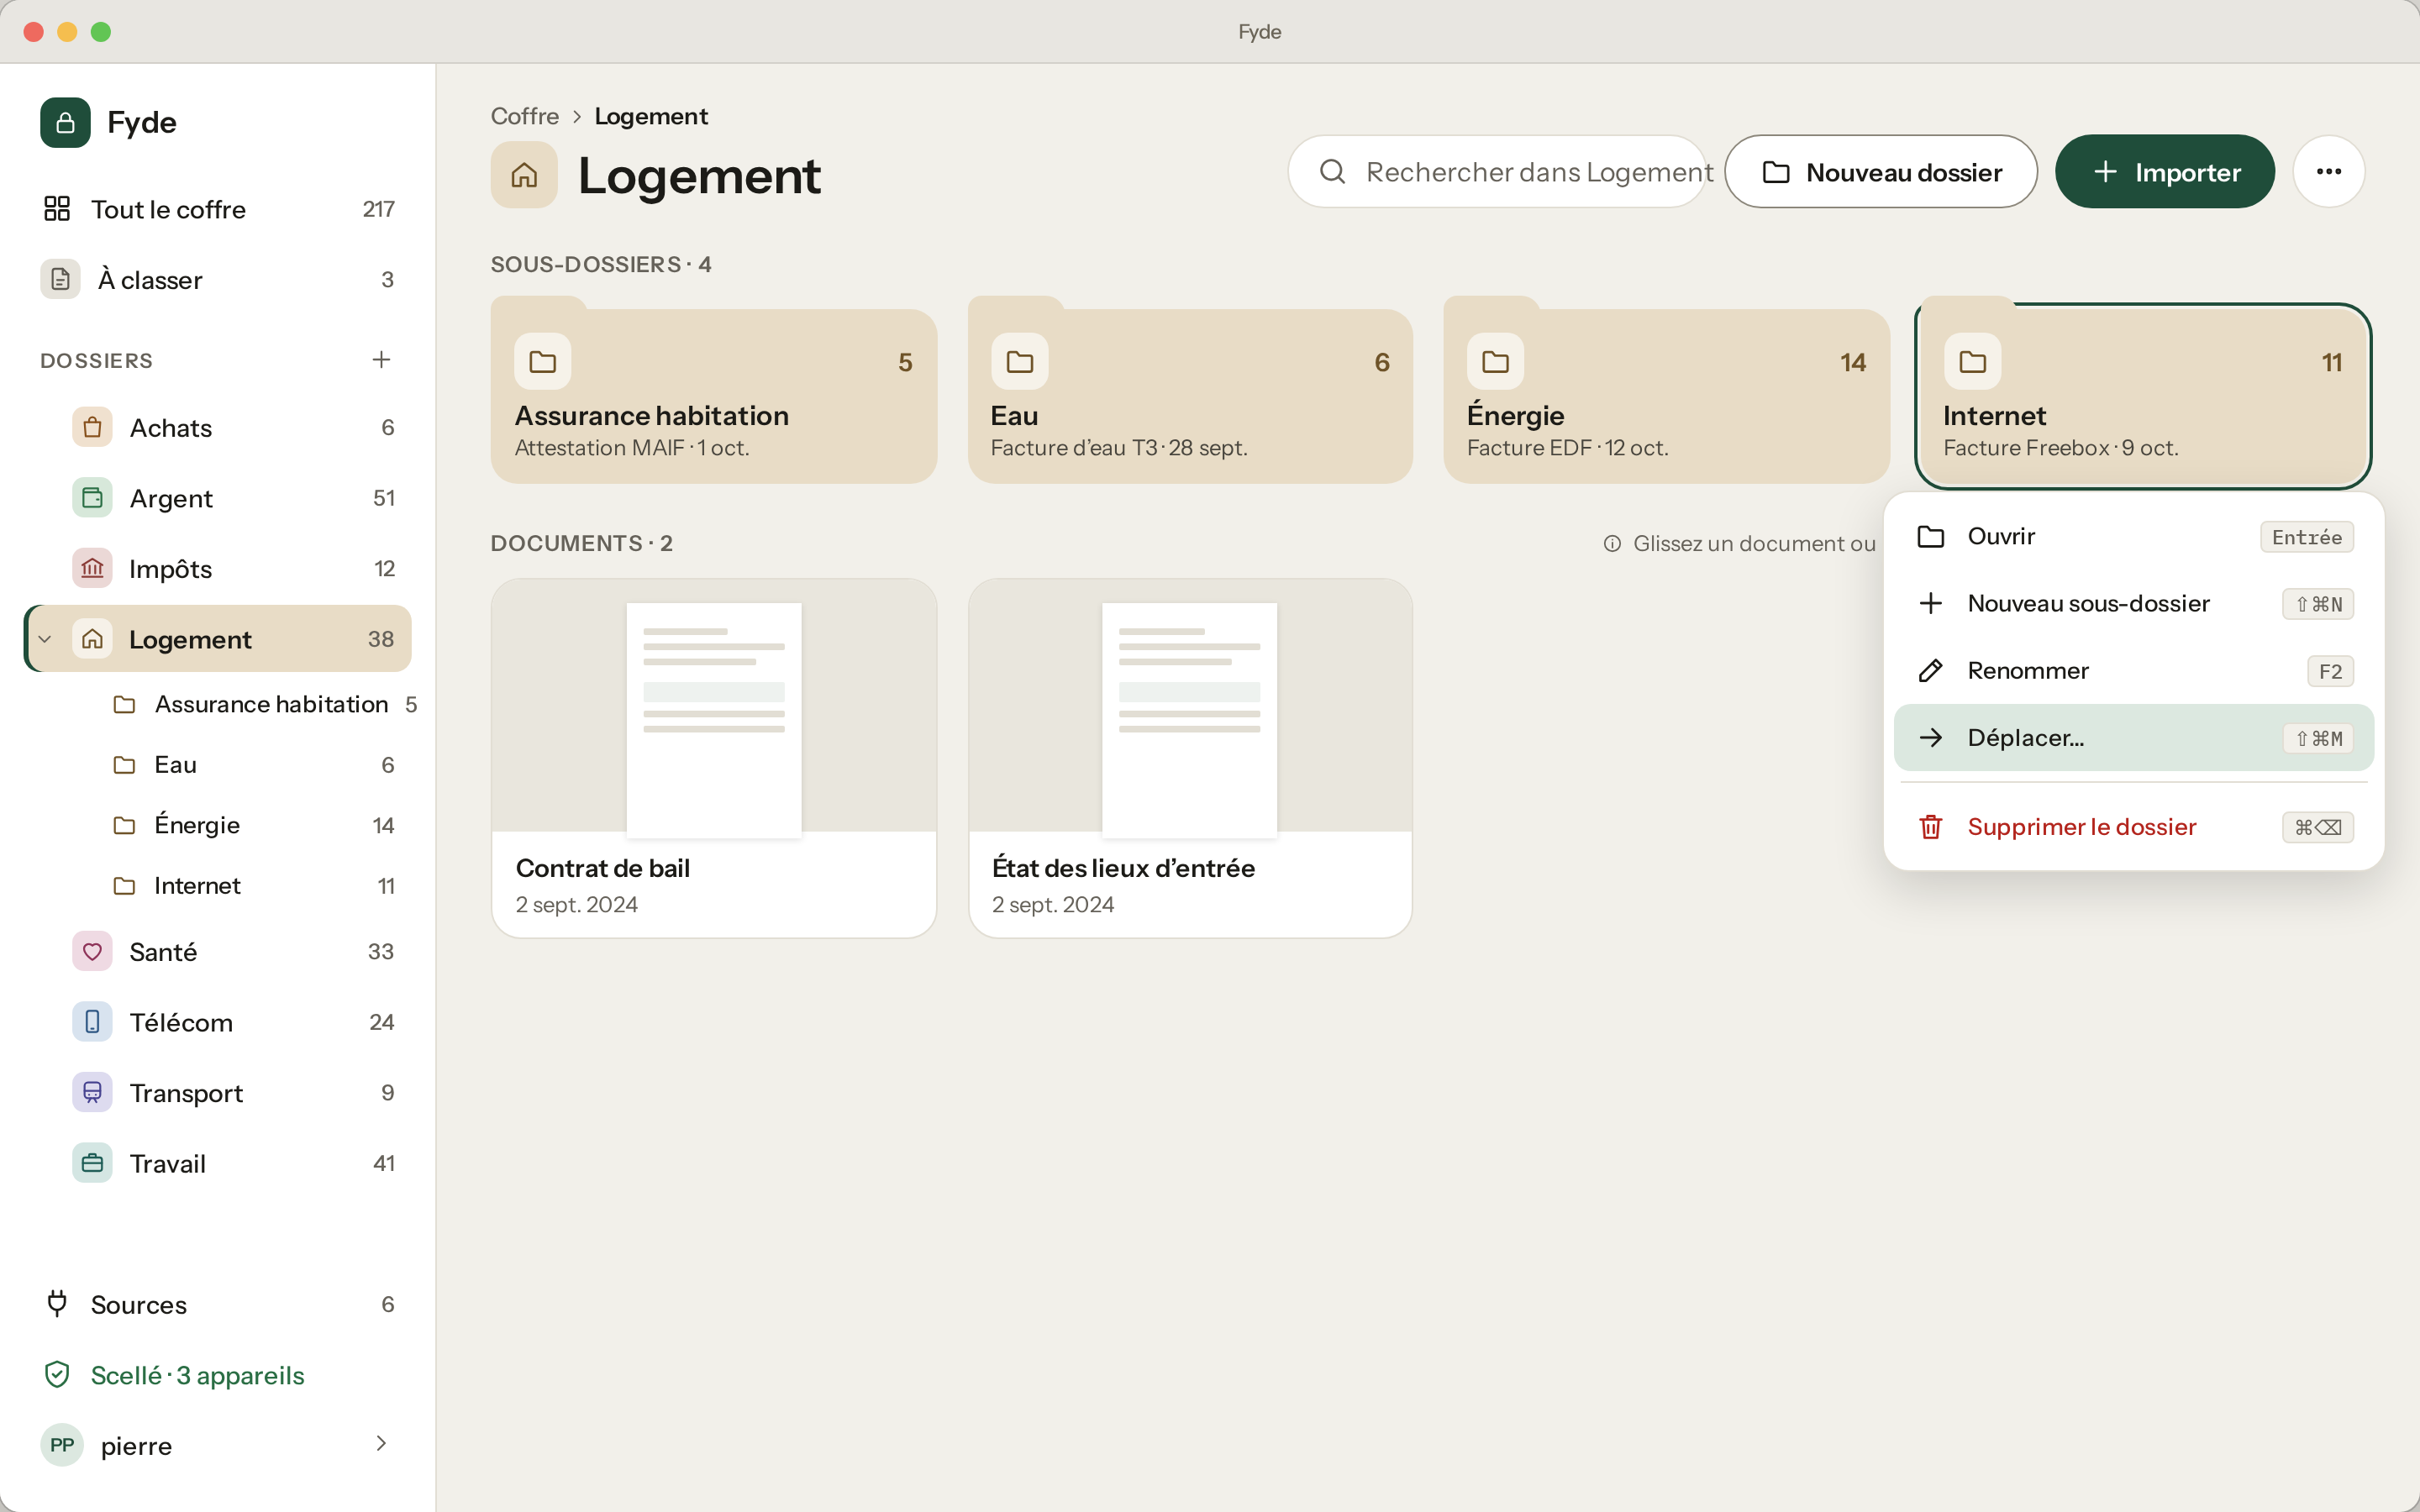 Fyde
Fyde
Tout le coffre 217
À classer 3
DOSSIERS
Achats 6
Argent 51
Impôts 12
Logement 38
Assurance habitation 5
Eau 6
Énergie 14
Internet 11
Santé 33
Télécom 24
Transport 9
Travail 41
Sources 6
Scellé · 3 appareils
PP pierre
Coffre > Logement
Logement
Rechercher dans Logement
Nouveau dossier
Importer
SOUS-DOSSIERS · 4
5
Assurance habitation
Attestation MAIF · 1 oct.
6
Eau
Facture d’eau T3 · 28 sept.
14
Énergie
Facture EDF · 12 oct.
11
Internet
Facture Freebox · 9 oct.
DOCUMENTS · 2
Glissez un document ou
Contrat de bail
2 sept. 2024
État des lieux d’entrée
2 sept. 2024
Ouvrir Entrée
Nouveau sous-dossier ⇧⌘N
Renommer F2
Déplacer… ⇧⌘M
Supprimer le dossier ⌘⌫